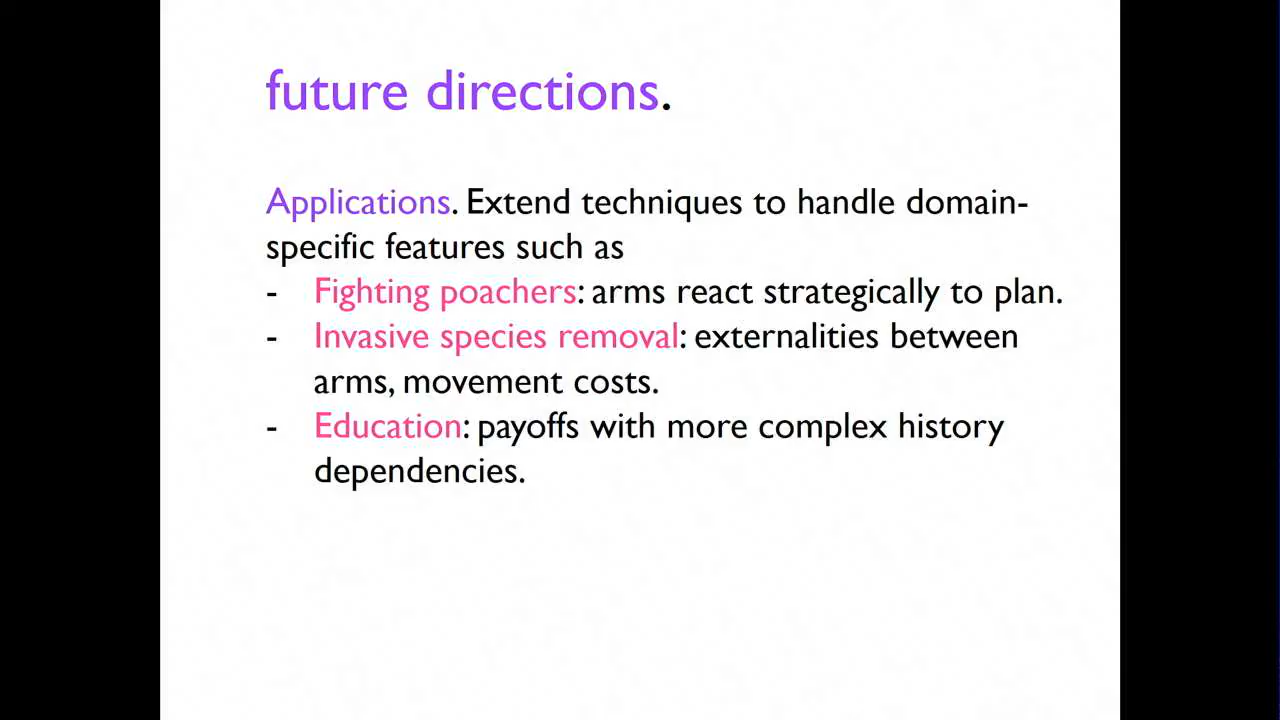 future directions.
Applications. Extend techniques to handle domain-
specific features such as
- Fighting poachers: arms react strategically to plan.
- Invasive species removal: externalities between
arms, movement costs.
- Education: payoffs with more complex history
dependencies.